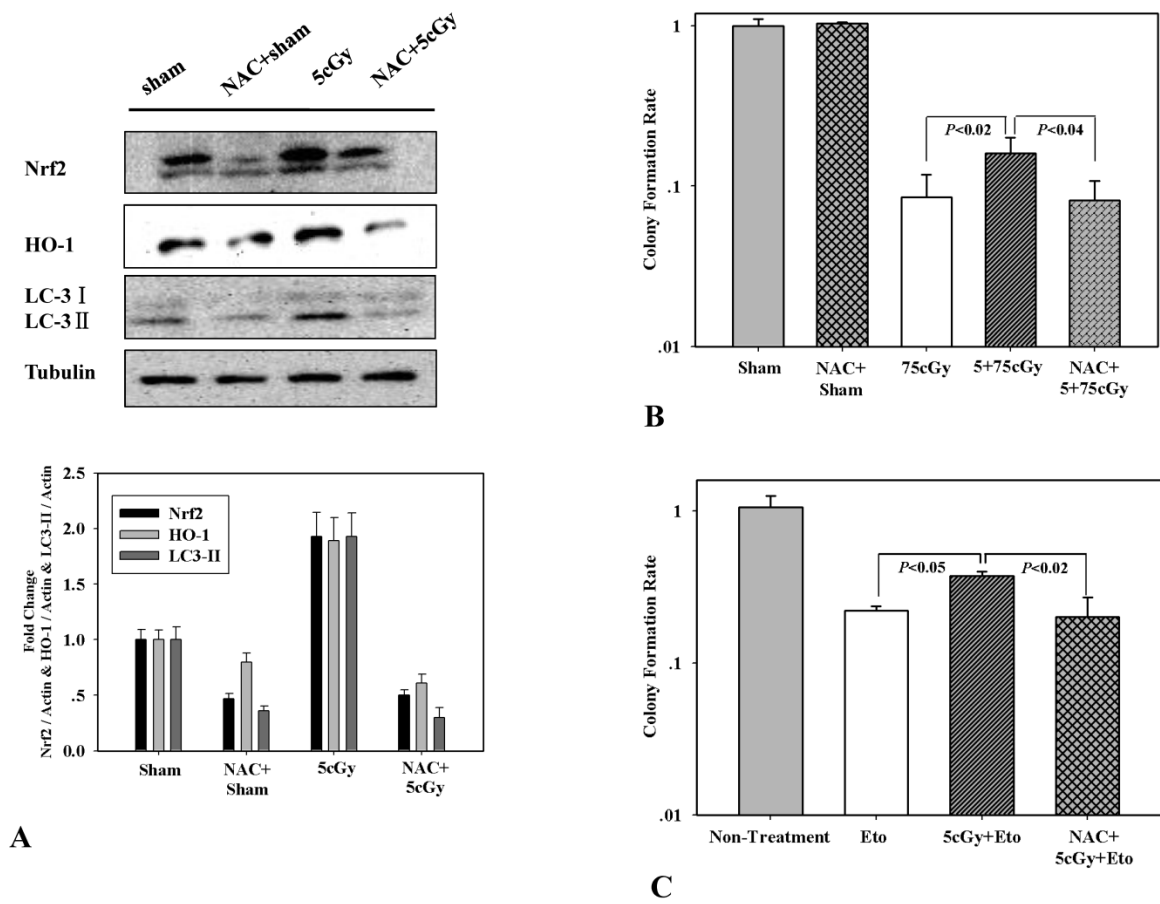 sham
NAC+sham
5cGy
NAC+5cGy
Nrf2
HO-1
LC-3 Ⅰ
LC-3 Ⅱ
Tubulin
Fold Change
Nrf2 / Actin & HO-1 / Actin & LC3-II / Actin
2.5
2.0
1.5
1.0
.5
0.0
Nrf2
HO-1
LC3-II
Sham
NAC+
Sham
5cGy
NAC+
5cGy
A
Colony Formation Rate
1
.1
.01
P<0.02
P<0.04
Sham
NAC+
Sham
75cGy
5+75cGy
NAC+
5+75cGy
B
Colony Formation Rate
1
.1
.01
P<0.05
P<0.02
Non-Treatment
Eto
5cGy+Eto
NAC+
5cGy+Eto
C